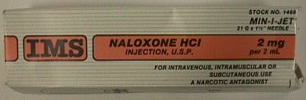 STOCK NO. 1469
MIN-I-JET
21 G x 1½" NEEDLE
IMS
NALOXONE HCl
INJECTION, U.S.P.
2 mg
per 2 mL
FOR INTRAVENOUS, INTRAMUSCULAR OR
SUBCUTANEOUS USE
A NARCOTIC ANTAGONIST